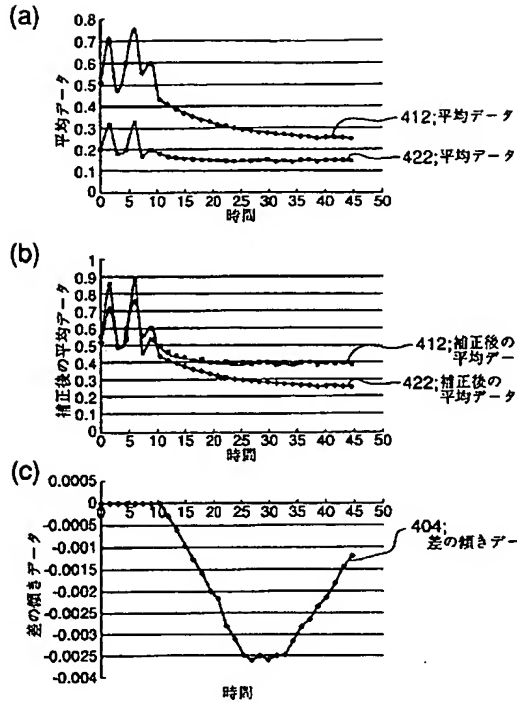 (a)
0.8
0.7
0.6
0.5
0.4
0.3
0.2
0.1
0
平均データ
0 5 10 15 20 25 30 35 40 45 50
時間
412;平均データ
422;平均データ
(b)
1
0.9
0.8
0.7
0.6
0.5
0.4
0.3
0.2
0.1
0
補正後の平均データ
0 5 10 15 20 25 30 35 40 45 50
時間
412;補正後の
平均デー
422;補正後の
平均データ
(c)
0.0005
0
-0.0005
-0.001
-0.0015
-0.002
-0.0025
-0.003
-0.0025
-0.004
差の傾きデータ
0 5 10 15 20 25 30 35 40 45 50
時間
404;
差の傾きデー